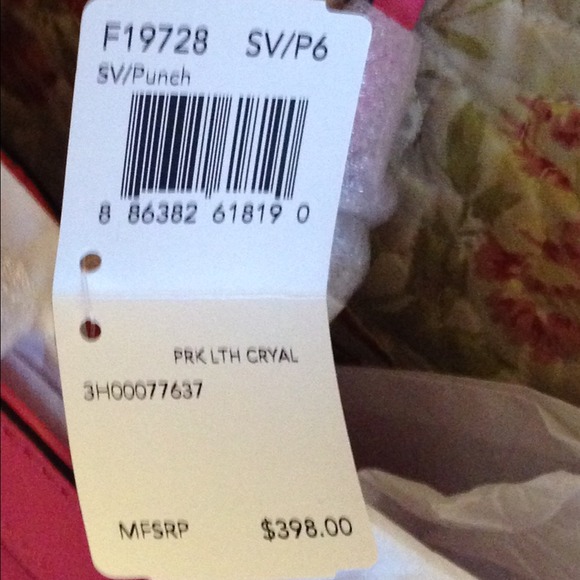 F19728 SV/P6
SV/Punch
8 86382 61819 0
PRK LTH CRYAL
3H00077637
MFSRP $398.00